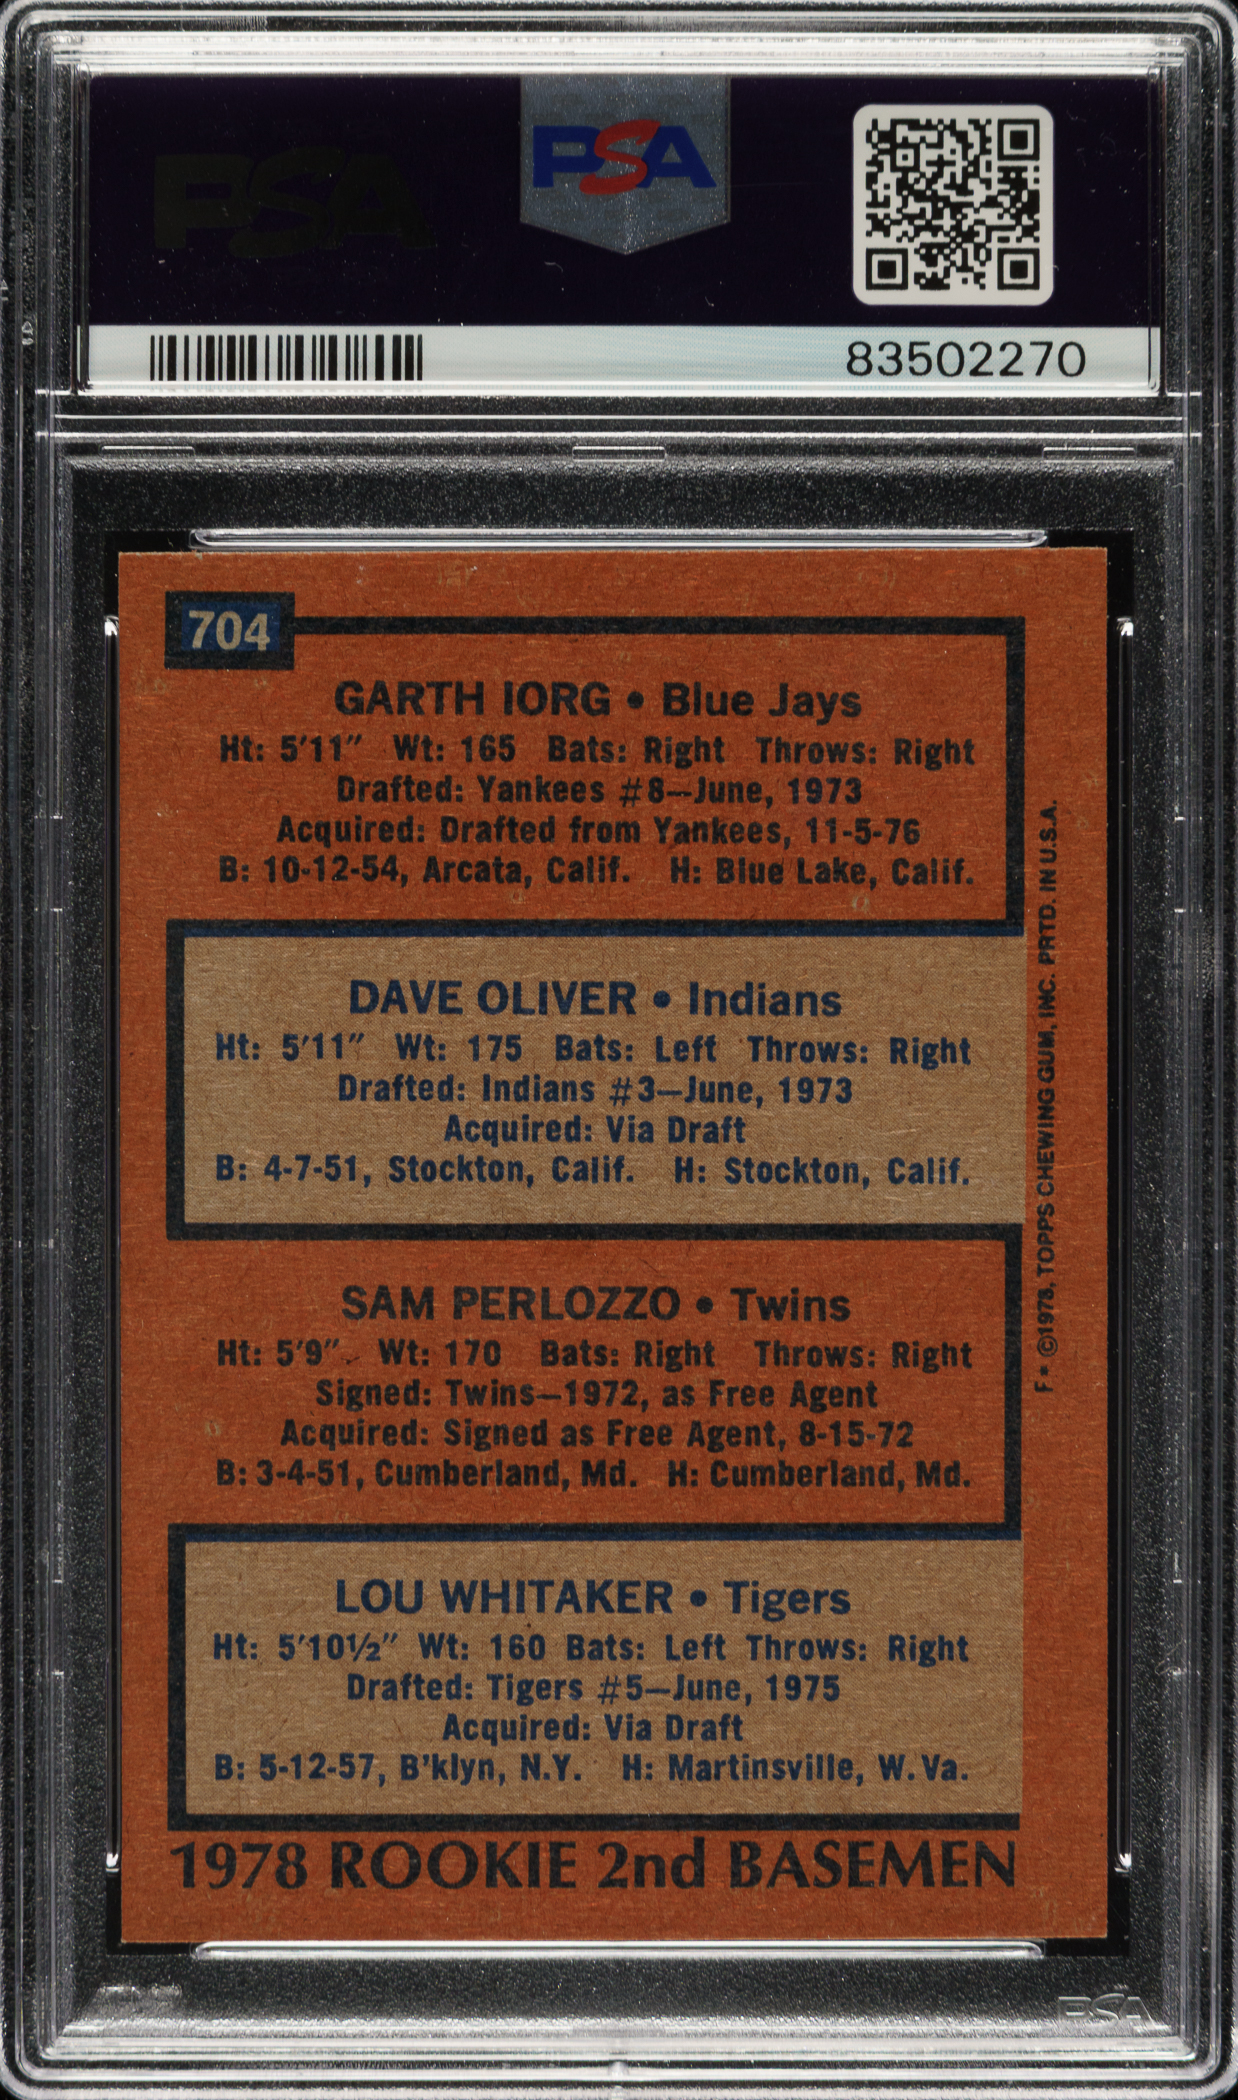 PSA
PSA
83502270
704
GARTH IORG • Blue Jays
Ht: 5'11" Wt: 165 Bats: Right Throws: Right
Drafted: Yankees #8—June, 1973
Acquired: Drafted from Yankees, 11-5-76
B: 10-12-54, Arcata, Calif. H: Blue Lake, Calif.
DAVE OLIVER • Indians
Ht: 5'11" Wt: 175 Bats: Left Throws: Right
Drafted: Indians #3—June, 1973
Acquired: Via Draft
B: 4-7-51, Stockton, Calif. H: Stockton, Calif.
SAM PERLOZZO • Twins
Ht: 5'9" Wt: 170 Bats: Right Throws: Right
Signed: Twins—1972, as Free Agent
Acquired: Signed as Free Agent, 8-15-72
B: 3-4-51, Cumberland, Md. H: Cumberland, Md.
LOU WHITAKER • Tigers
Ht: 5'10½" Wt: 160 Bats: Left Throws: Right
Drafted: Tigers #5—June, 1975
Acquired: Via Draft
B: 5-12-57, B'klyn, N.Y. H: Martinsville, W.Va.
1978 ROOKIE 2nd BASEMEN
F* ©1978, TOPPS CHEWING GUM, INC. PRTD. IN U.S.A.
PSA